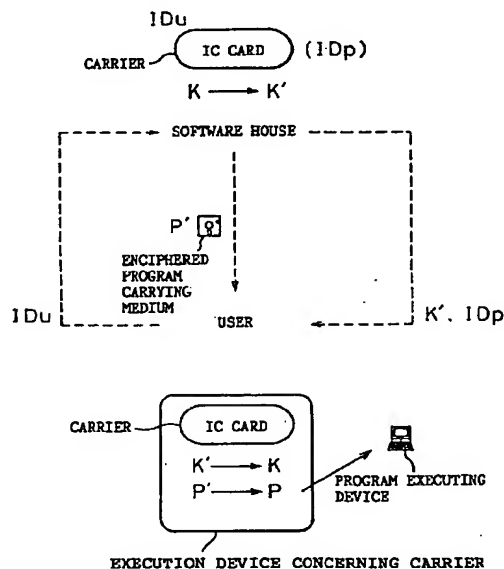 IDu
IC CARD
(IDp)
CARRIER
K → K'
SOFTWARE HOUSE
P'
ENCIPHERED
PROGRAM
CARRYING
MEDIUM
IDu
USER
K', IDp
CARRIER
IC CARD
K' → K
P' → P
PROGRAM EXECUTING
DEVICE
EXECUTION DEVICE CONCERNING CARRIER